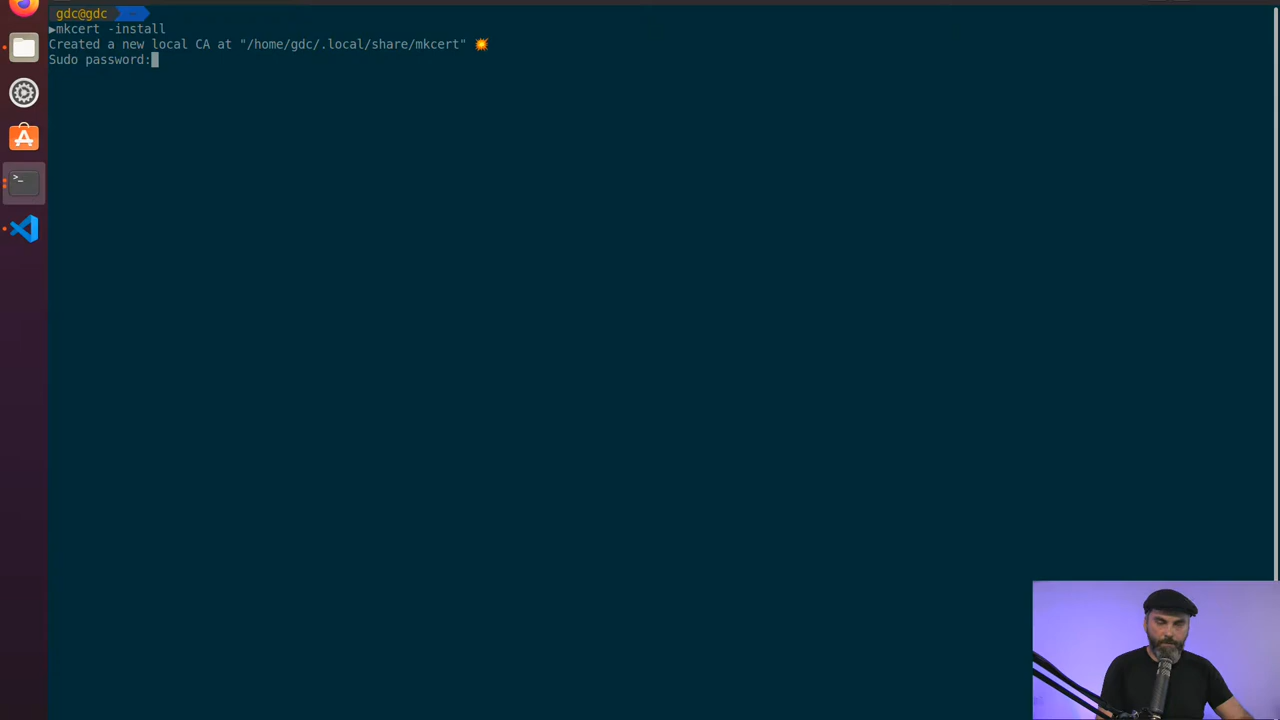 gdc@gdc ~
▶mkcert -install
Created a new local CA at "/home/gdc/.local/share/mkcert" 💥
Sudo password: